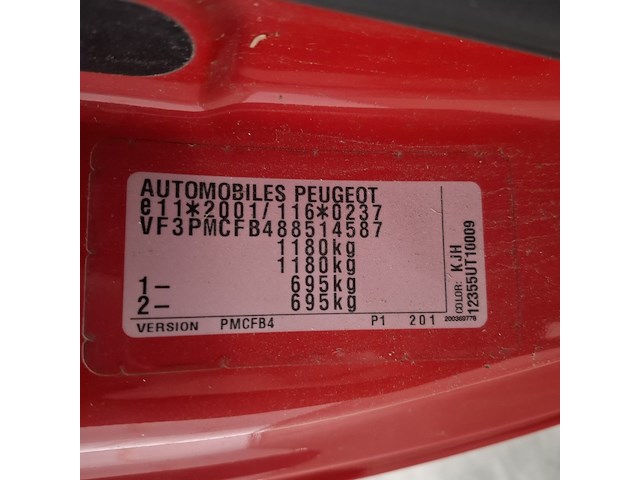 AUTOMOBILES PEUGEOT
e11*2001/116*0237
VF3PMCFB488514587
1180kg
1180kg
1- 695kg
2- 695kg
VERSION PMCFB4 P1 201
COLOR: KJH
12355UT10009